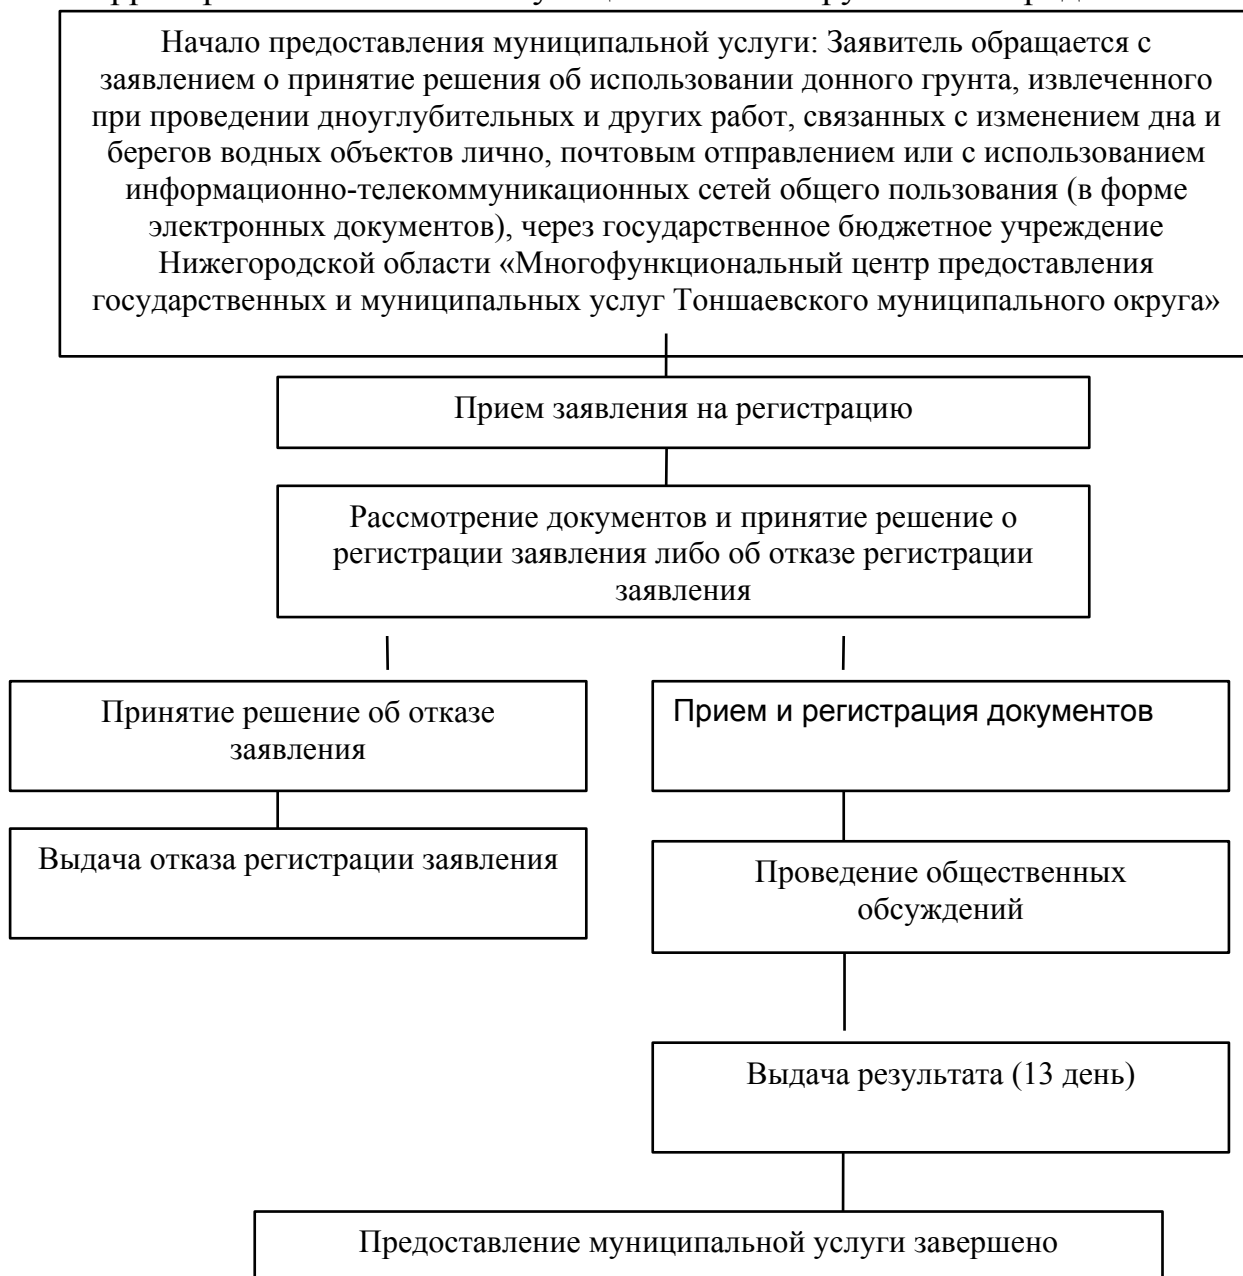 Начало предоставления муниципальной услуги: Заявитель обращается с
заявлением о принятие решения об использовании донного грунта, извлеченного
при проведении дноуглубительных и других работ, связанных с изменением дна и
берегов водных объектов лично, почтовым отправлением или с использованием
информационно-телекоммуникационных сетей общего пользования (в форме
электронных документов), через государственное бюджетное учреждение
Нижегородской области «Многофункциональный центр предоставления
государственных и муниципальных услуг Тоншаевского муниципального округа»
Прием заявления на регистрацию
Рассмотрение документов и принятие решение о
регистрации заявления либо об отказе регистрации
заявления
Принятие решение об отказе
заявления
Выдача отказа регистрации заявления
Прием и регистрация документов
Проведение общественных
обсуждений
Выдача результата (13 день)
Предоставление муниципальной услуги завершено